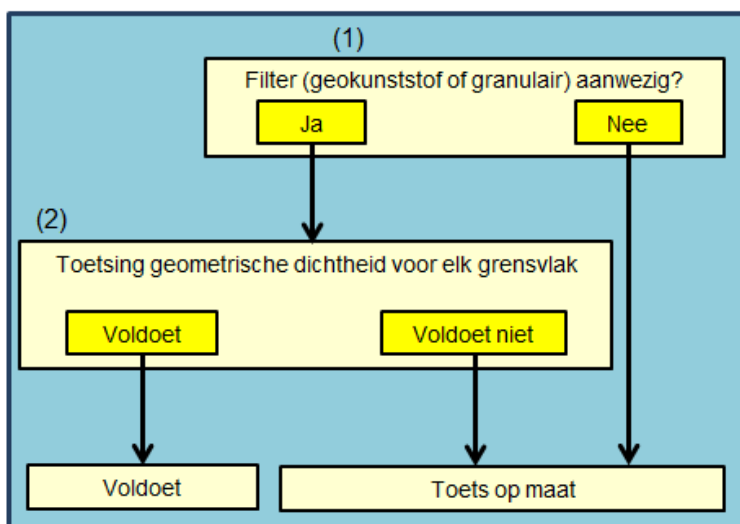 (1)
Filter (geokunststof of granulair) aanwezig?
Ja
Nee
(2)
Toetsing geometrische dichtheid voor elk grensvlak
Voldoet
Voldoet niet
Voldoet
Toets op maat